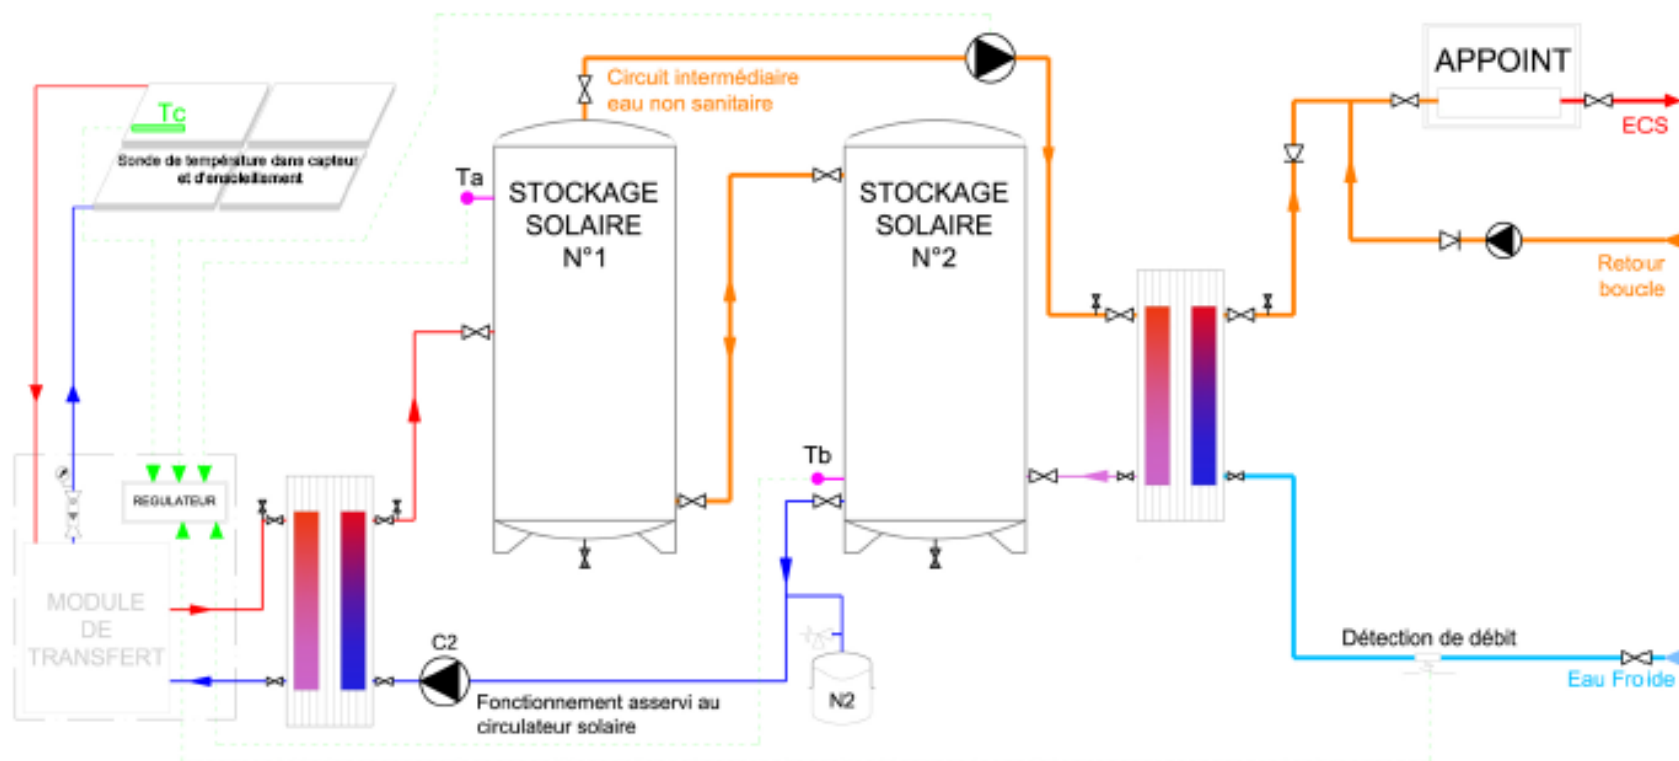 Circuit intermédiaire
eau non sanitaire
APPOINT
ECS
Tc
Sonde de température dans capteur
et d'ensoleillement
Ta
STOCKAGE
SOLAIRE
N°1
STOCKAGE
SOLAIRE
N°2
Retour
boucle
Tb
REGULATEUR
MODULE
DE
TRANSFERT
C2
Fonctionnement asservi au
circulateur solaire
N2
Détection de débit
Eau Froide